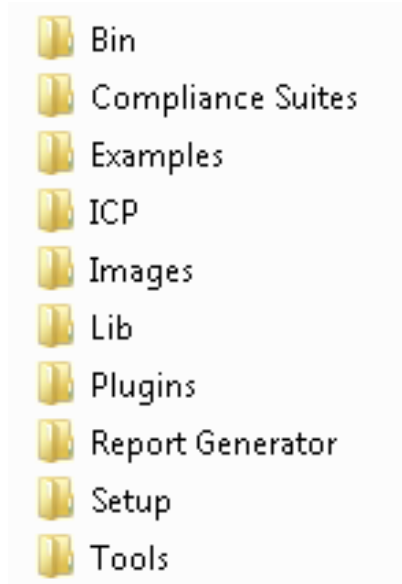 Bin
Compliance Suites
Examples
ICP
Images
Lib
Plugins
Report Generator
Setup
Tools